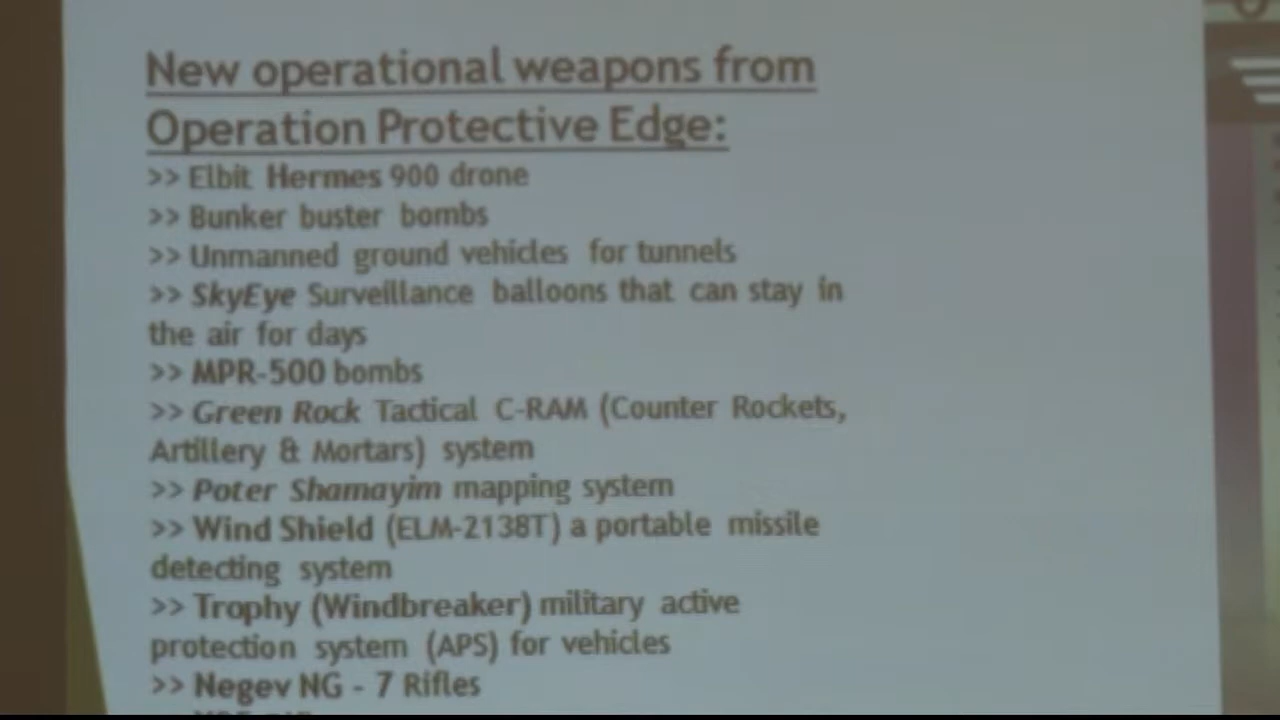 New operational weapons from
Operation Protective Edge:
>> Elbit Hermes 900 drone
>> Bunker buster bombs
>> Unmanned ground vehicles for tunnels
>> SkyEye Surveillance balloons that can stay in
the air for days
>> MPR-500 bombs
>> Green Rock Tactical C-RAM (Counter Rockets,
Artillery & Mortars) system
>> Poter Shamayim mapping system
>> Wind Shield (ELM-2138T) a portable missile
detecting system
>> Trophy (Windbreaker) military active
protection system (APS) for vehicles
>> Negev NG - 7 Rifles